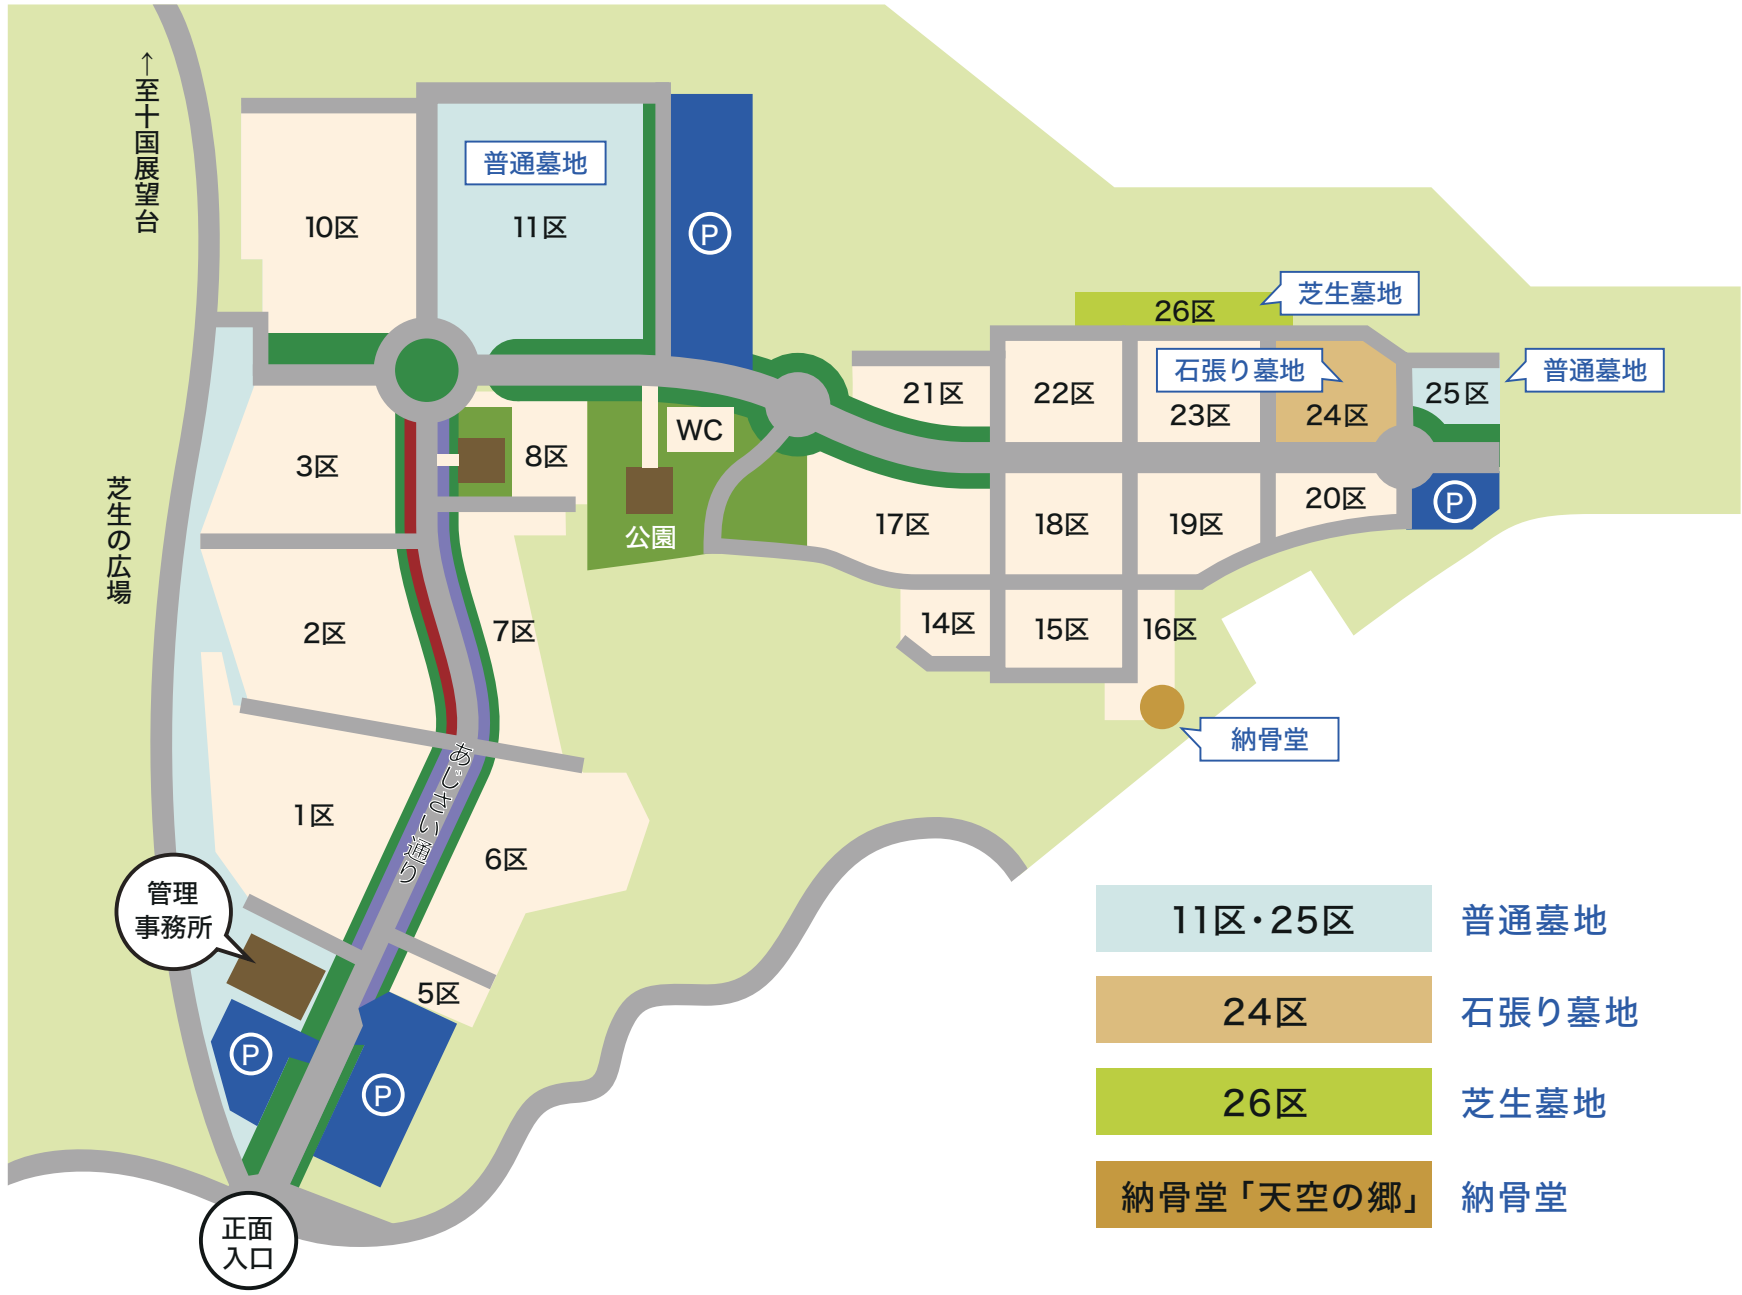 ↑至十国展望台
普通墓地
10区
11区
P
26区
芝生墓地
石張り墓地
普通墓地
21区
22区
23区
24区
25区
WC
3区
8区
公園
17区
18区
19区
20区
P
芝生の広場
2区
7区
14区
15区
16区
納骨堂
あじさい通り
1区
6区
管理
事務所
5区
P
P
正面
入口
11区・25区
普通墓地
24区
石張り墓地
26区
芝生墓地
納骨堂「天空の郷」
納骨堂